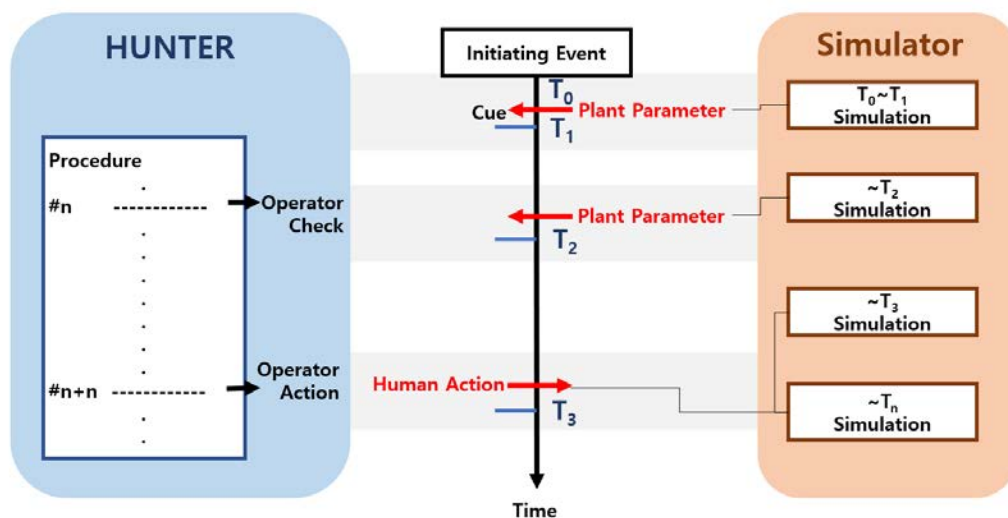 HUNTER
Procedure
#n ---------------
Operator
Check
#n+n ---------------
Operator
Action
Initiating Event
T₀
Cue
Plant Parameter
T₁
Plant Parameter
T₂
Human Action
T₃
Time
Simulator
T₀~T₁
Simulation
~T₂
Simulation
~T₃
Simulation
~Tₙ
Simulation